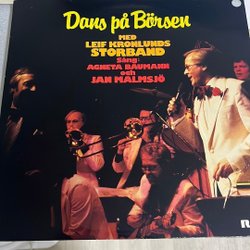 Dans på Börsen
MED
LEIF KRONLUNDS
STORBAND
Sång:
AGNETA BAUMANN
och
JAN MALMSJÖ